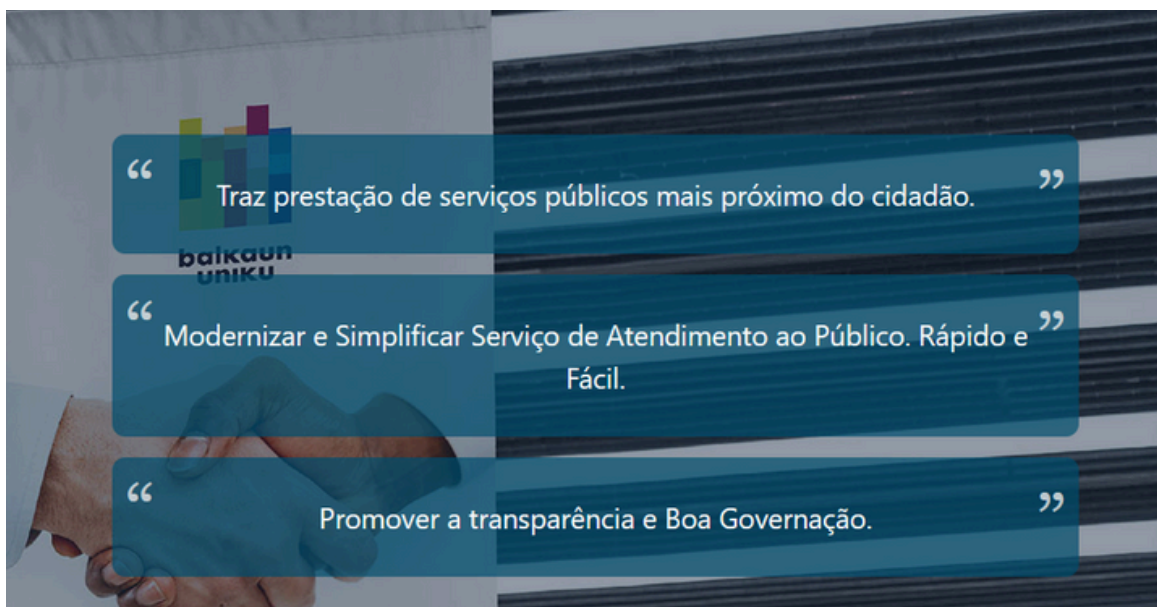 balkaun
uniku
“ Traz prestação de serviços públicos mais próximo do cidadão. ”
“ Modernizar e Simplificar Serviço de Atendimento ao Público. Rápido e ”
Fácil.
“ Promover a transparência e Boa Governação. ”